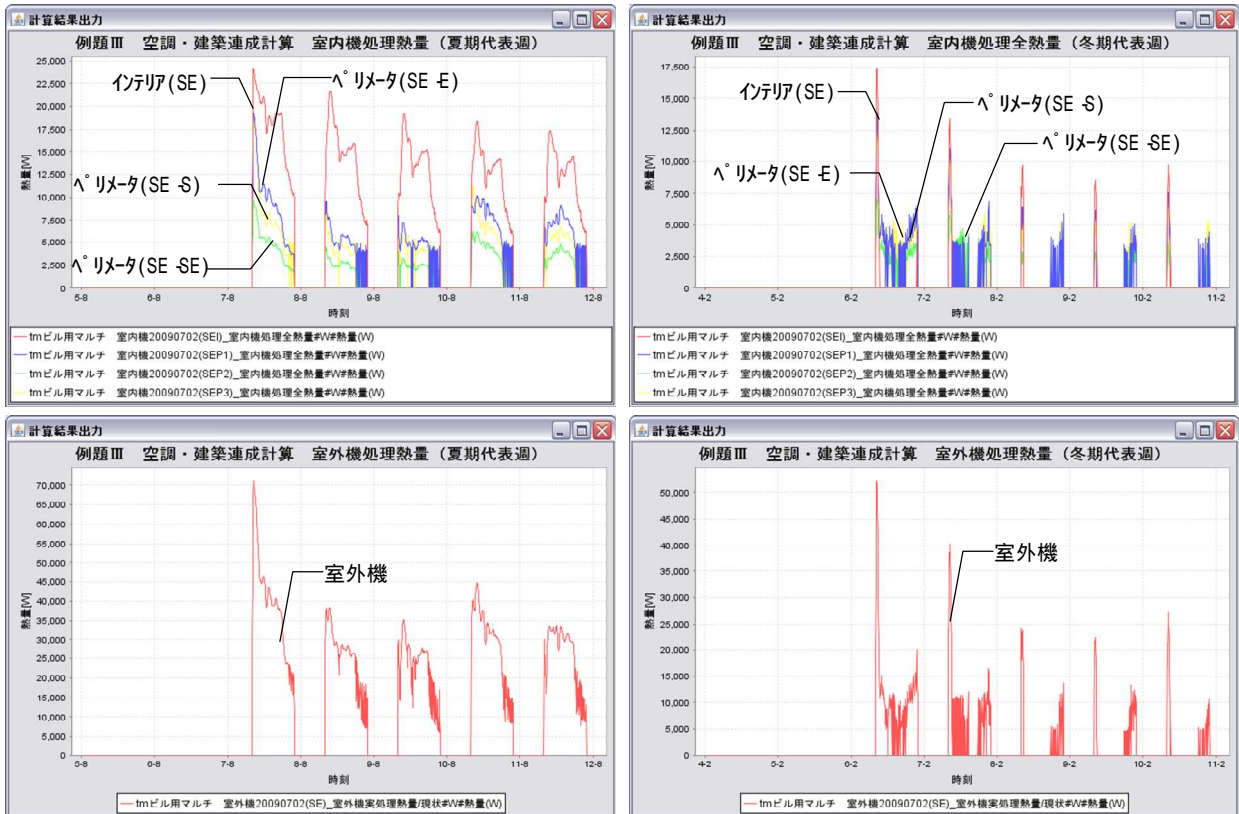 計算結果出力
例題Ⅲ 空調・建築連成計算 室内機処理熱量（夏期代表週）
25,000
22,500
20,000
17,500
15,000
12,500
10,000
7,500
5,000
2,500
0
熱量[W]
インテリア(SE)
ペリメータ(SE-E)
ペリメータ(SE-S)
ペリメータ(SE-SE)
5-8 6-8 7-8 8-8 9-8 10-8 11-8 12-8
時刻
tmビル用マルチ 室内機20090702(SEI)_室内機処理全熱量#W#熱量(W)
tmビル用マルチ 室内機20090702(SEP1)_室内機処理全熱量#W#熱量(W)
tmビル用マルチ 室内機20090702(SEP2)_室内機処理全熱量#W#熱量(W)
tmビル用マルチ 室内機20090702(SEP3)_室内機処理全熱量#W#熱量(W)
計算結果出力
例題Ⅲ 空調・建築連成計算 室内機処理全熱量（冬期代表週）
17,500
15,000
12,500
10,000
7,500
5,000
2,500
0
熱量[W]
インテリア(SE)
ペリメータ(SE-S)
ペリメータ(SE-SE)
ペリメータ(SE-E)
4-2 5-2 6-2 7-2 8-2 9-2 10-2 11-2
時刻
tmビル用マルチ 室内機20090702(SEI)_室内機処理全熱量#W#熱量(W)
tmビル用マルチ 室内機20090702(SEP1)_室内機処理全熱量#W#熱量(W)
tmビル用マルチ 室内機20090702(SEP2)_室内機処理全熱量#W#熱量(W)
tmビル用マルチ 室内機20090702(SEP3)_室内機処理全熱量#W#熱量(W)
計算結果出力
例題Ⅲ 空調・建築連成計算 室外機処理熱量（夏期代表週）
70,000
65,000
60,000
55,000
50,000
45,000
40,000
35,000
30,000
25,000
20,000
15,000
10,000
5,000
0
熱量[W]
室外機
5-8 6-8 7-8 8-8 9-8 10-8 11-8 12-8
時刻
tmビル用マルチ 室外機20090702(SE)_室外機実処理熱量/現状#W#熱量(W)
計算結果出力
例題Ⅲ 空調・建築連成計算 室外機処理熱量（冬期代表週）
50,000
45,000
40,000
35,000
30,000
25,000
20,000
15,000
10,000
5,000
0
熱量[W]
室外機
4-2 5-2 6-2 7-2 8-2 9-2 10-2 11-2
時刻
tmビル用マルチ 室外機20090702(SE)_室外機実処理熱量/現状#W#熱量(W)